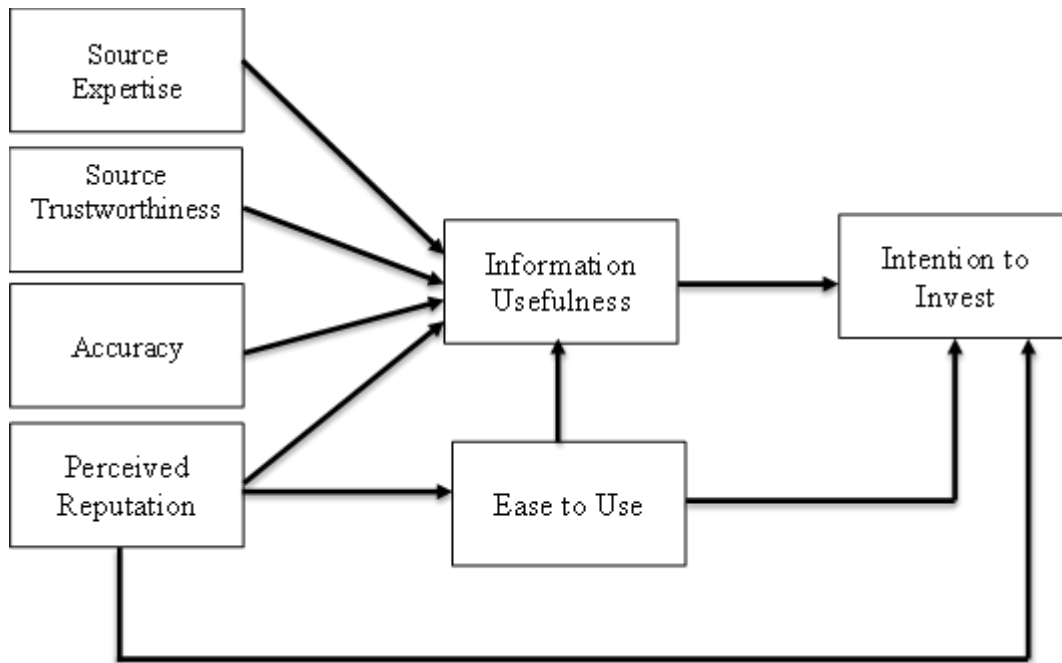 Source
Expertise
Source
Trustworthiness
Accuracy
Perceived
Reputation
Information
Usefulness
Ease to Use
Intention to
Invest